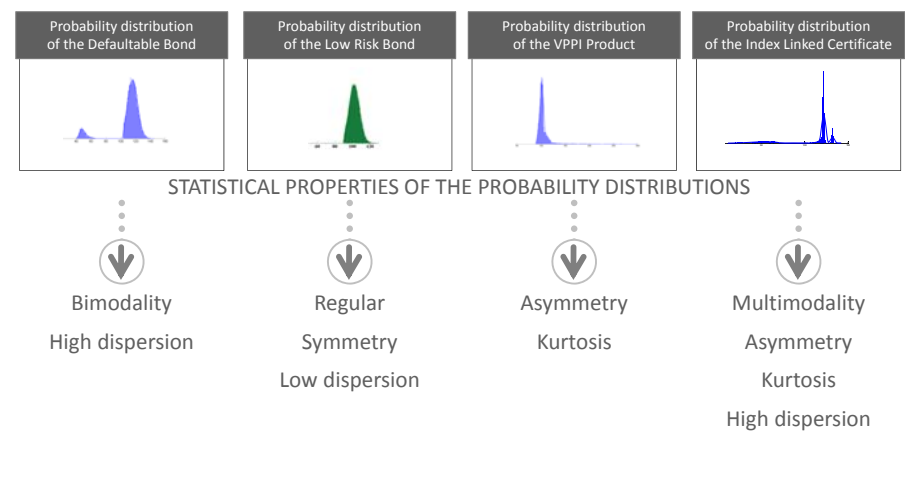 Probability distribution
of the Defaultable Bond
Probability distribution
of the Low Risk Bond
Probability distribution
of the VPPI Product
Probability distribution
of the Index Linked Certificate
STATISTICAL PROPERTIES OF THE PROBABILITY DISTRIBUTIONS
Bimodality
High dispersion
Regular
Symmetry
Low dispersion
Asymmetry
Kurtosis
Multimodality
Asymmetry
Kurtosis
High dispersion